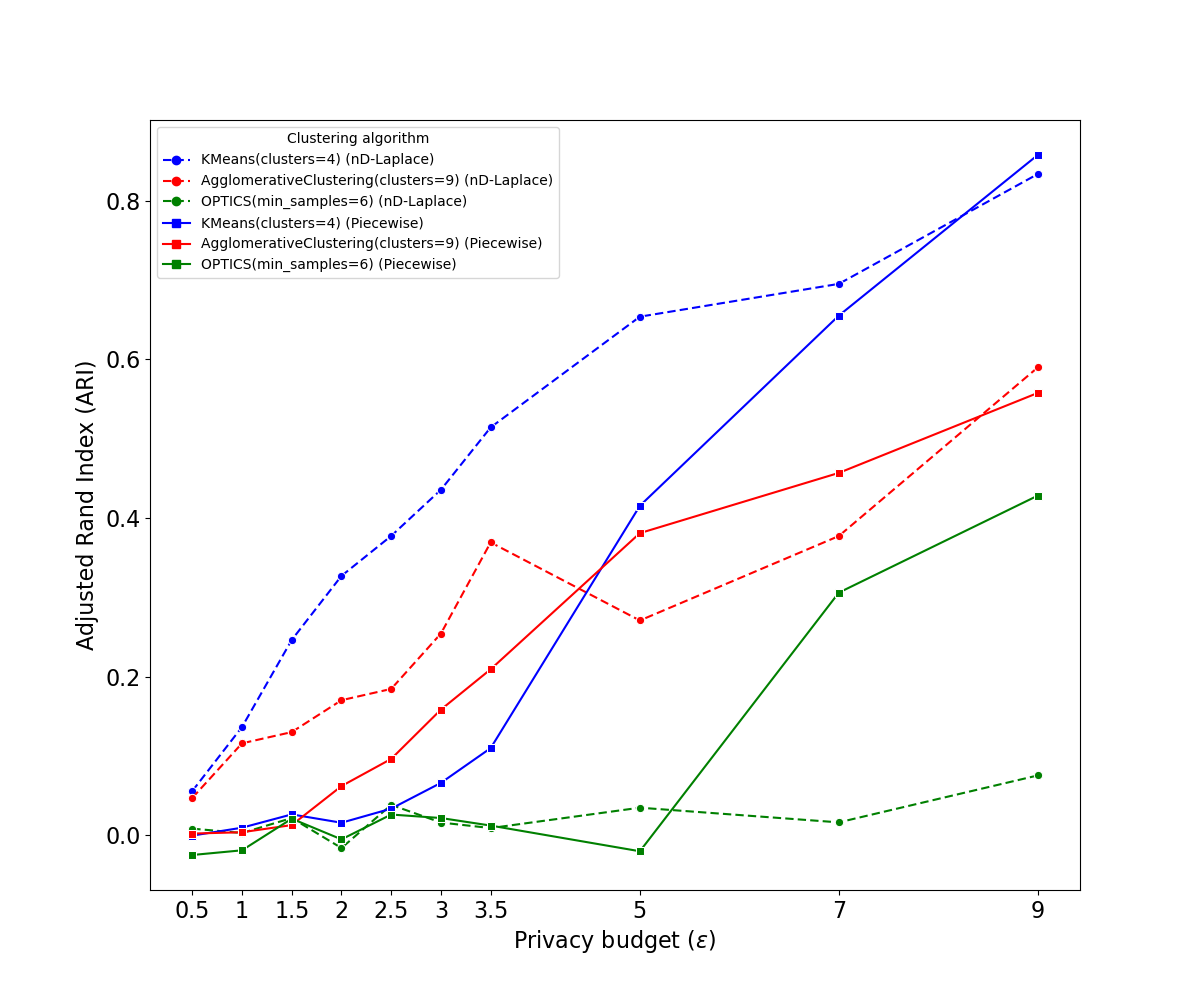 Clustering algorithm
KMeans(clusters=4) (nD-Laplace)
AgglomerativeClustering(clusters=9) (nD-Laplace)
OPTICS(min_samples=6) (nD-Laplace)
KMeans(clusters=4) (Piecewise)
AgglomerativeClustering(clusters=9) (Piecewise)
OPTICS(min_samples=6) (Piecewise)
Adjusted Rand Index (ARI)
0.8
0.6
0.4
0.2
0.0
0.5 1 1.5 2 2.5 3 3.5 5 7 9
Privacy budget (ε)